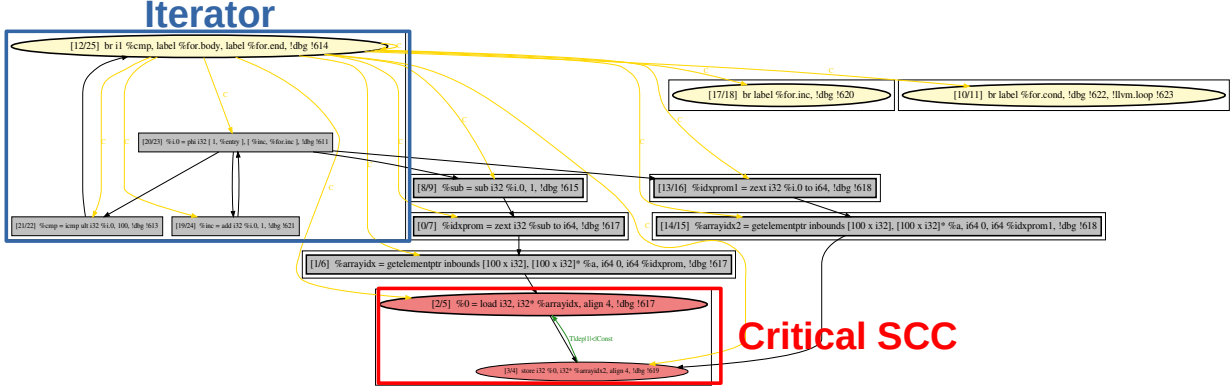 Iterator
[12/25] br i1 %cmp, label %for.body, label %for.end, !dbg !614
C
C
C
C
C
C
C
C
C
C
C
C
[17/18] br label %for.inc, !dbg !620
[10/11] br label %for.cond, !dbg !622, !llvm.loop !623
[20/23] %i.0 = phi i32 [ 1, %entry ], [ %inc, %for.inc ], !dbg !611
[8/9] %sub = sub i32 %i.0, 1, !dbg !615
[13/16] %idxprom1 = zext i32 %i.0 to i64, !dbg !618
[21/22] %cmp = icmp ult i32 %i.0, 100, !dbg !613
[19/24] %inc = add i32 %i.0, 1, !dbg !621
[0/7] %idxprom = zext i32 %sub to i64, !dbg !617
[14/15] %arrayidx2 = getelementptr inbounds [100 x i32], [100 x i32]* %a, i64 0, i64 %idxprom1, !dbg !618
[1/6] %arrayidx = getelementptr inbounds [100 x i32], [100 x i32]* %a, i64 0, i64 %idxprom, !dbg !617
[2/5] %0 = load i32, i32* %arrayidx, align 4, !dbg !617
Critical SCC
[3/4] store i32 %0, i32* %arrayidx2, align 4, !dbg !619